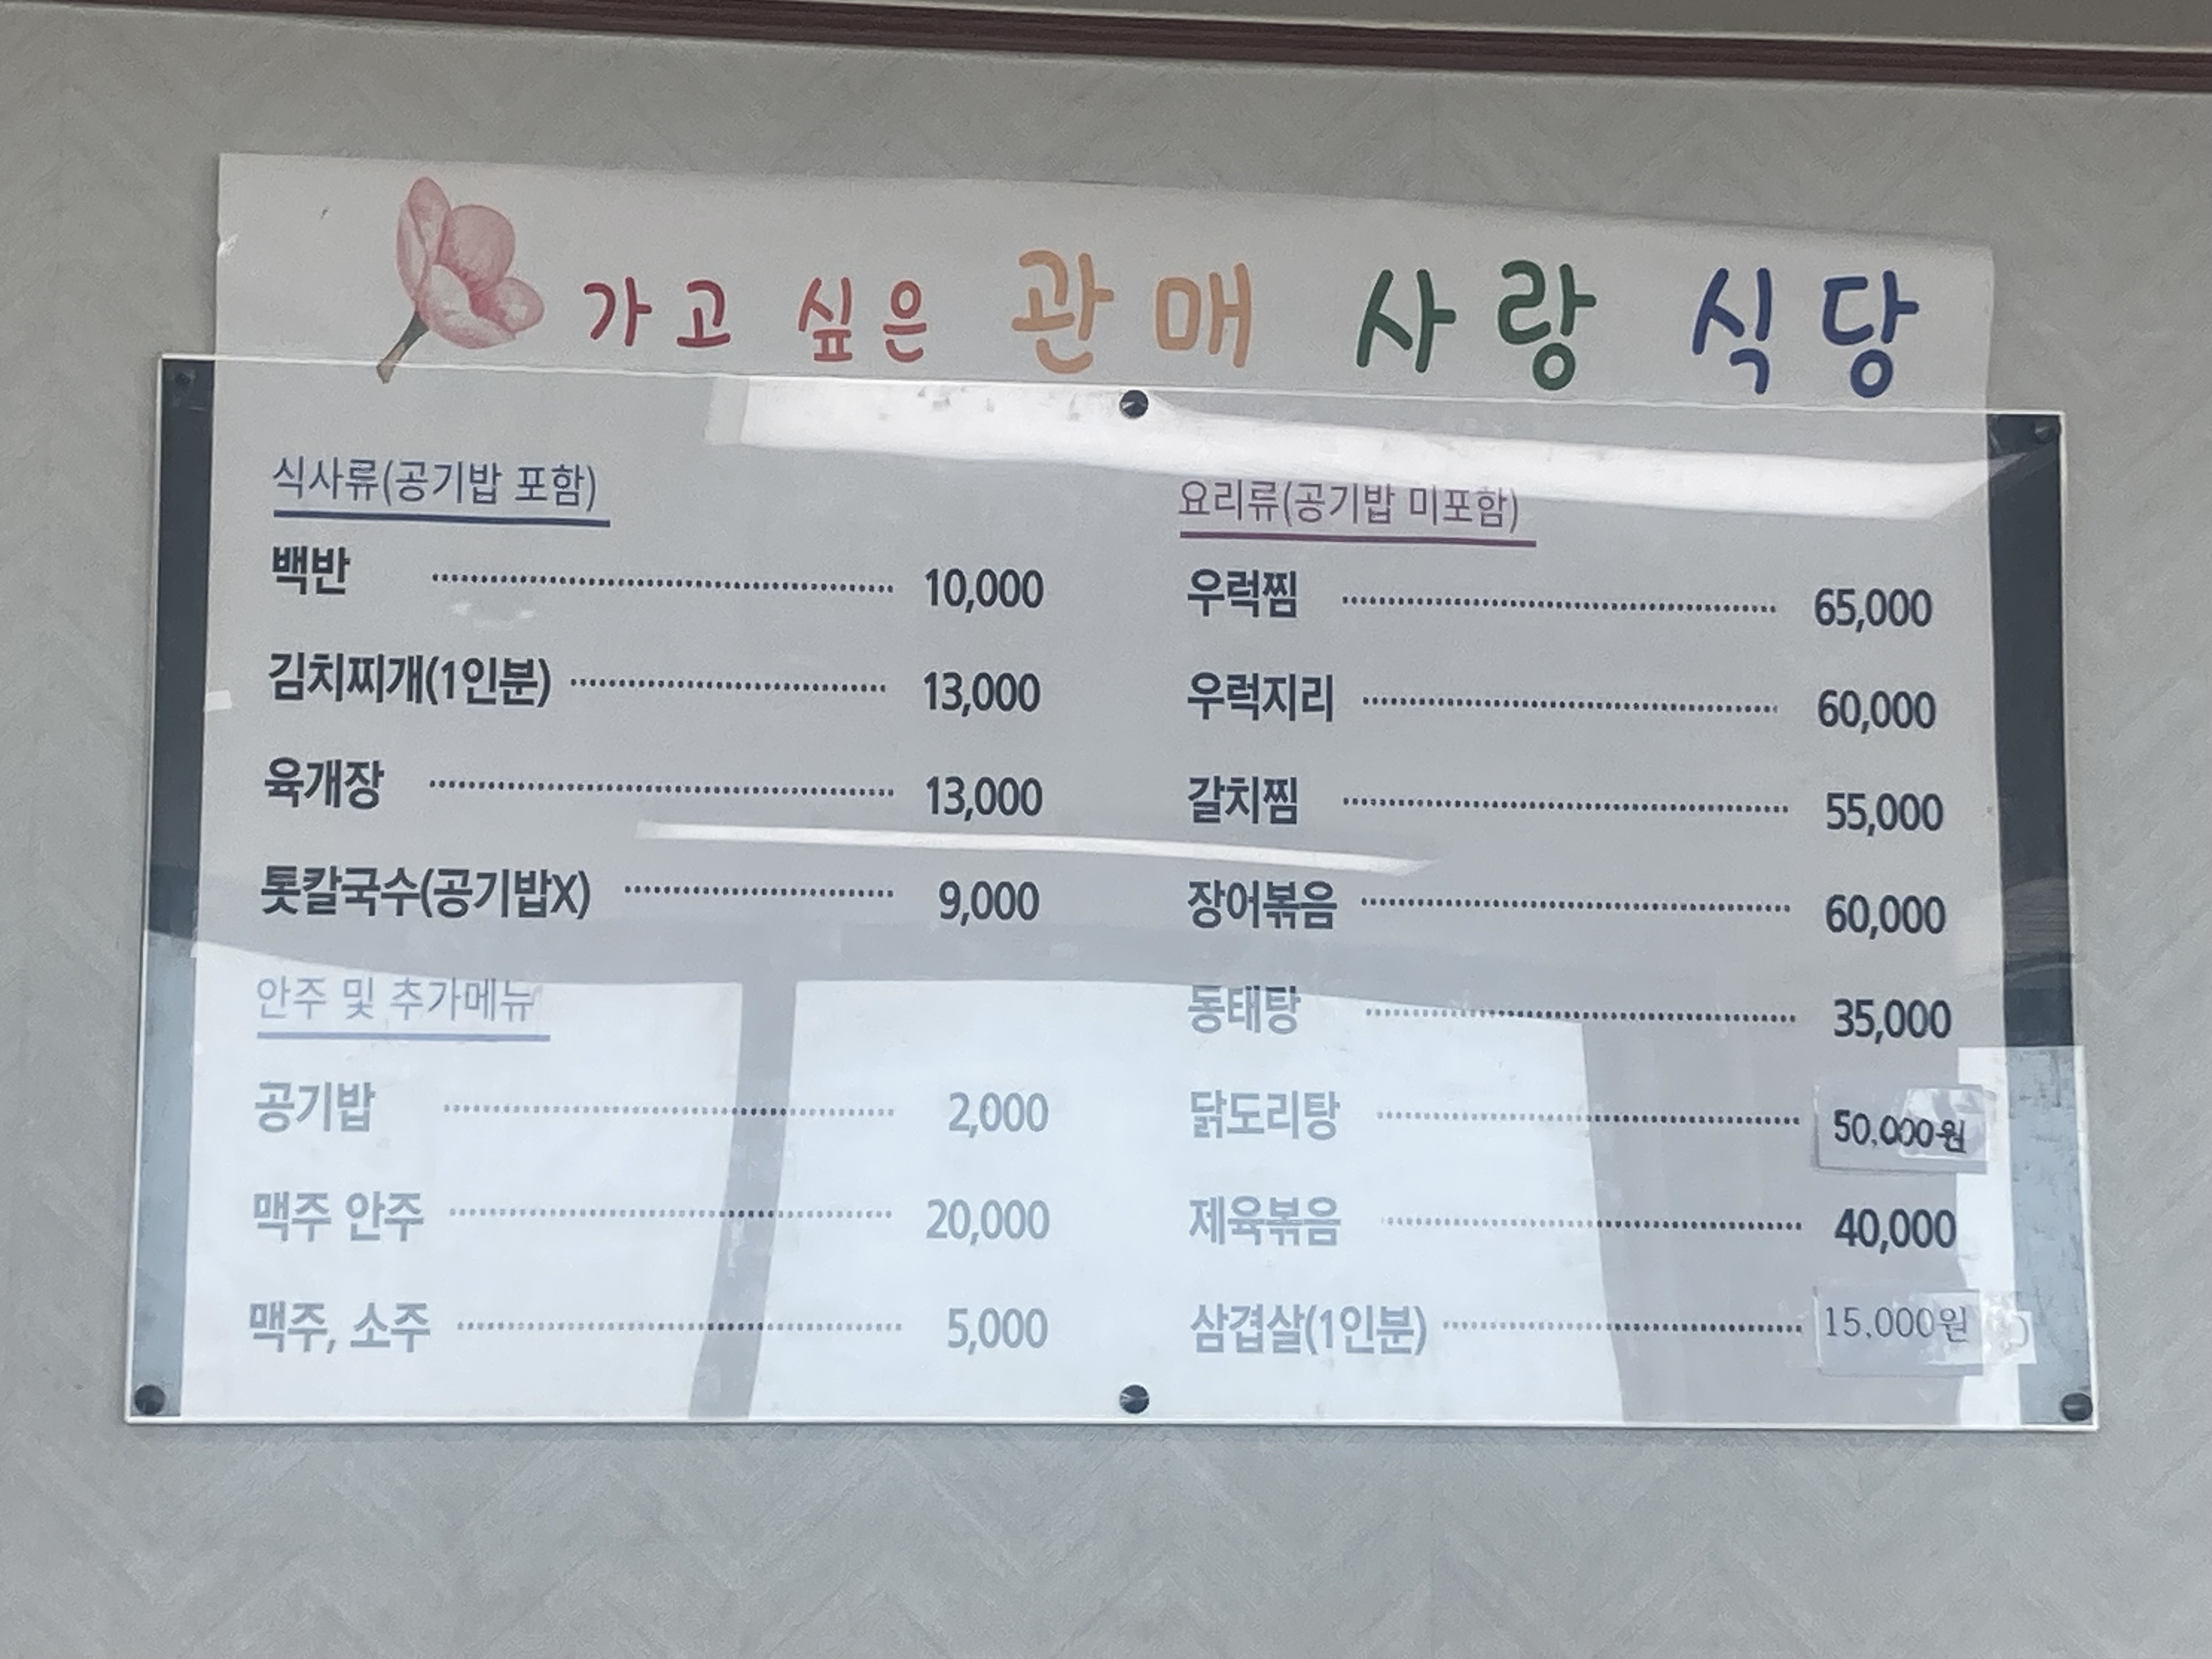 가고 싶은 관매 사랑 식당
식사류(공기밥 포함)
백반 10,000
김치찌개(1인분) 13,000
육개장 13,000
톳칼국수(공기밥X) 9,000
안주 및 추가메뉴
공기밥 2,000
맥주 안주 20,000
맥주, 소주 5,000
요리류(공기밥 미포함)
우럭찜 65,000
우럭지리 60,000
갈치찜 55,000
장어볶음 60,000
동태탕 35,000
닭도리탕 50,000원
제육볶음 40,000
삼겹살(1인분) 15,000원